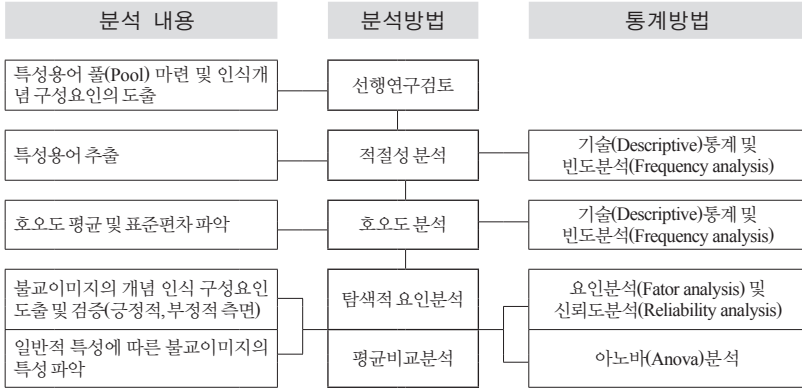 분석 내용
분석방법
통계방법
특성용어 풀(Pool) 마련 및 인식개
념 구성요인의 도출
선행연구검토
특성용어 추출
적절성 분석
기술(Descriptive)통계 및
빈도분석(Frequency analysis)
호오도 평균 및 표준편차 파악
호오도 분석
기술(Descriptive)통계 및
빈도분석(Frequency analysis)
불교이미지의 개념 인식 구성요인
도출 및 검증(긍정적, 부정적 측면)
탐색적 요인분석
요인분석(Fator analysis) 및
신뢰도분석(Reliability analysis)
일반적 특성에 따른 불교이미지의
특성 파악
평균비교분석
아노바(Anova)분석